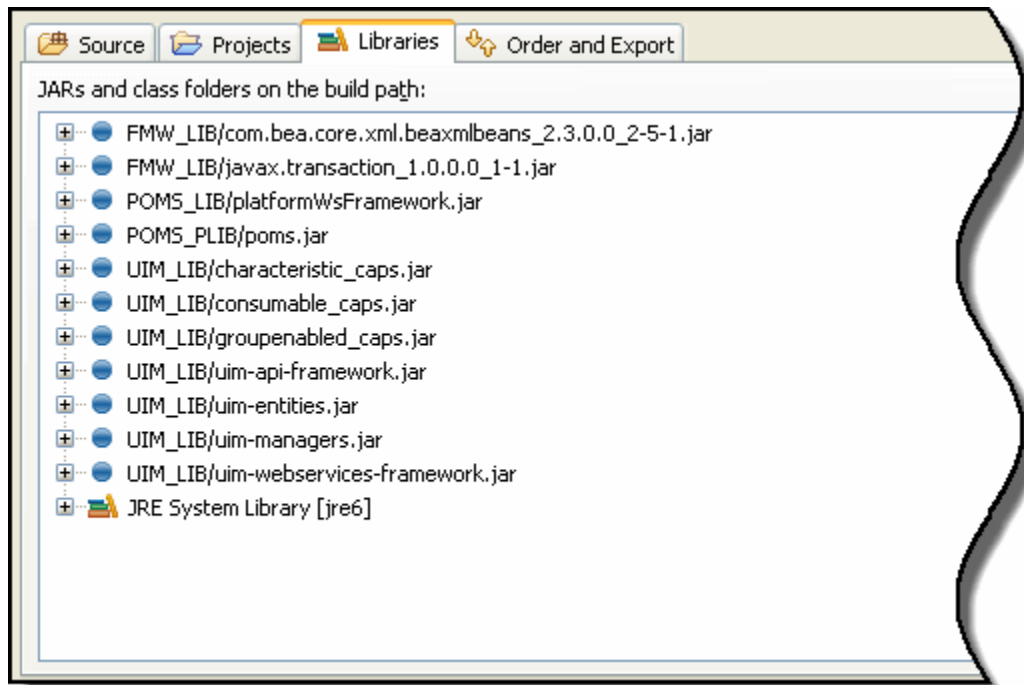 Source Projects Libraries Order and Export
JARs and class folders on the build path:
FMW_LIB/com.bea.core.xml.beaxmlbeans_2.3.0.0_2-5-1.jar
FMW_LIB/javax.transaction_1.0.0.0_1-1.jar
POMS_LIB/platformWsFramework.jar
POMS_PLIB/poms.jar
UIM_LIB/characteristic_caps.jar
UIM_LIB/consumable_caps.jar
UIM_LIB/groupenabled_caps.jar
UIM_LIB/uim-api-framework.jar
UIM_LIB/uim-entities.jar
UIM_LIB/uim-managers.jar
UIM_LIB/uim-webservices-framework.jar
JRE System Library [jre6]